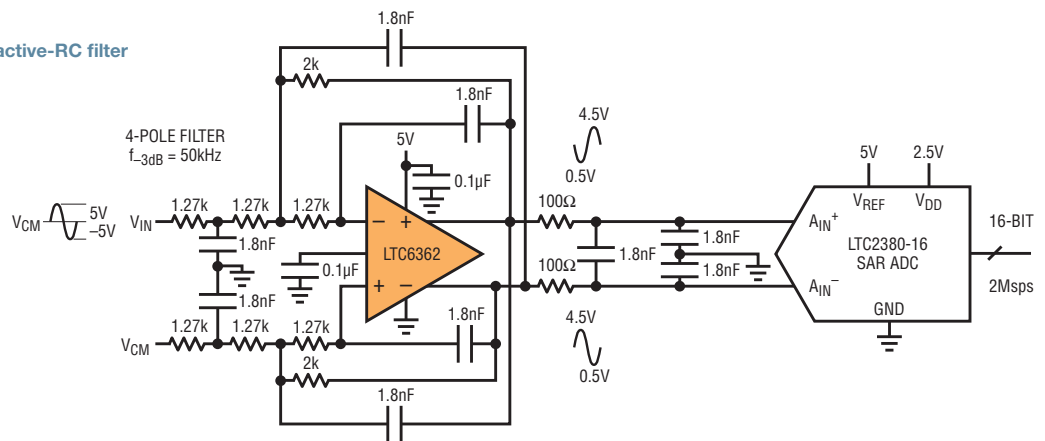 active-RC filter
1.8nF
2k
1.8nF
4-POLE FILTER
f–3dB = 50kHz
5V
0.1µF
4.5V
0.5V
VCM
5V
–5V
VIN
1.27k
1.27k
1.27k
–
+
100Ω
5V
2.5V
VREF
VDD
AIN+
16-BIT
1.8nF
LTC6362
1.8nF
1.8nF
LTC2380-16
SAR ADC
0.1µF
1.8nF
1.8nF
+
–
100Ω
AIN–
2Msps
GND
VCM
1.27k
1.27k
1.27k
1.8nF
2k
4.5V
0.5V
1.8nF